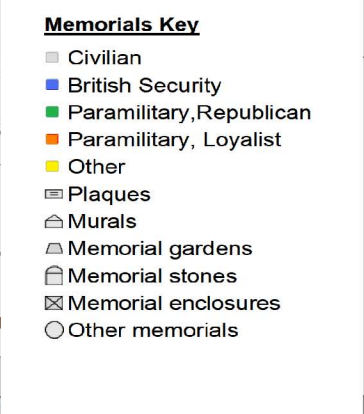 Memorials Key
Civilian
British Security
Paramilitary,Republican
Paramilitary, Loyalist
Other
Plaques
Murals
Memorial gardens
Memorial stones
Memorial enclosures
Other memorials